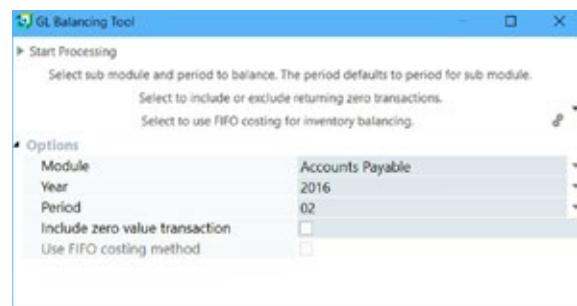 GL Balancing Tool
Start Processing
Select sub module and period to balance. The period defaults to period for sub module.
Select to include or exclude returning zero transactions.
Select to use FIFO costing for inventory balancing.
Options
Module Accounts Payable
Year 2016
Period 02
Include zero value transaction
Use FIFO costing method